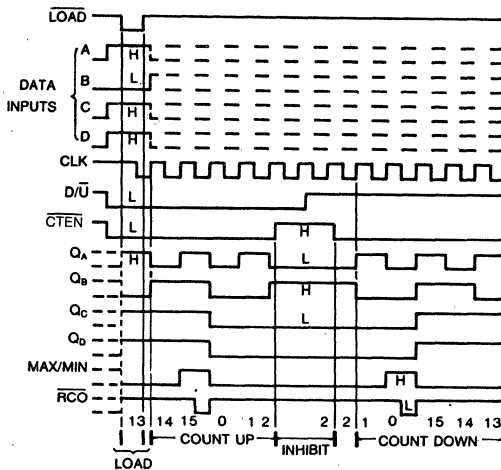 LOAD
A H
DATA INPUTS
B L
C H
D H
CLK
D/U L
CTEN L H
QA H L
QB H
QC L
QD
MAX/MIN H
RCO L
13 14 15 0 1 2 2 2 1 0 15 14 13
COUNT UP INHIBIT COUNT DOWN
LOAD